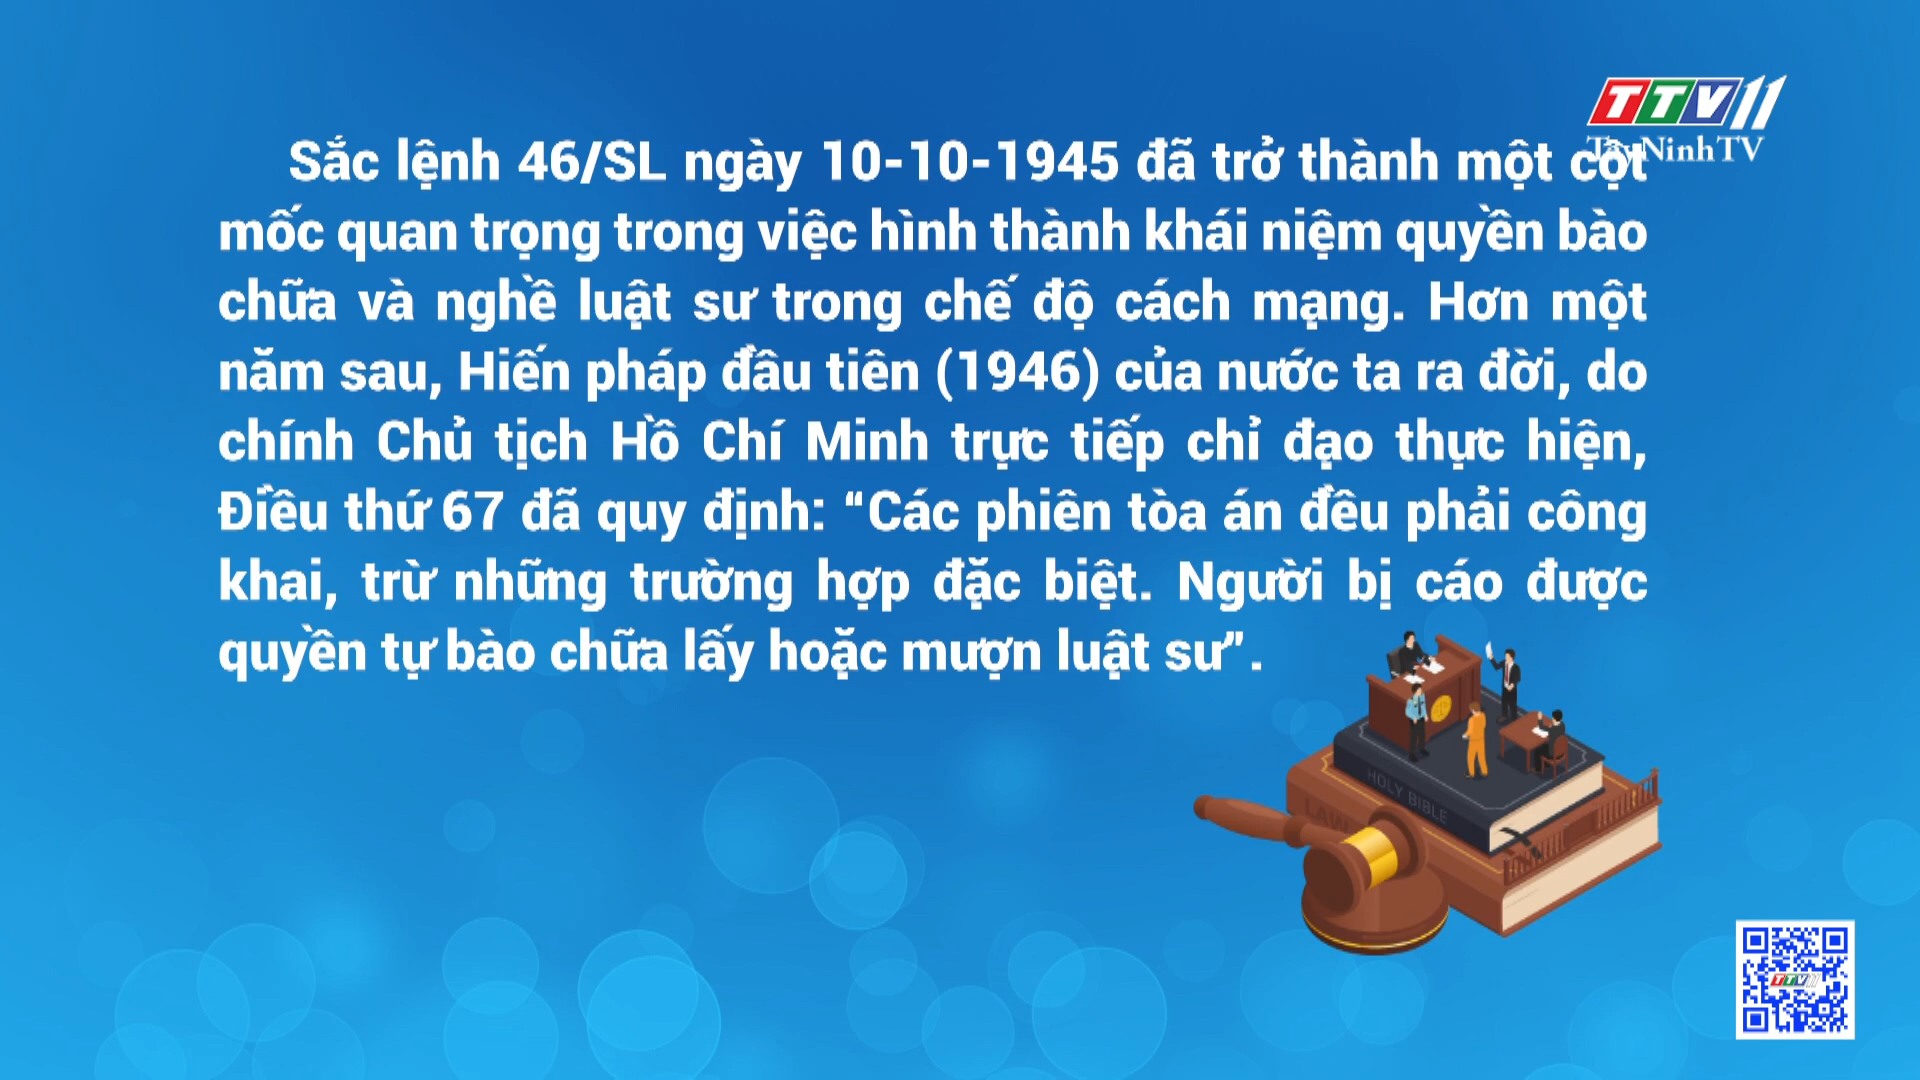 TTV11
Tây Ninh TV
Sắc lệnh 46/SL ngày 10-10-1945 đã trở thành một cột
mốc quan trọng trong việc hình thành khái niệm quyền bào
chữa và nghề luật sư trong chế độ cách mạng. Hơn một
năm sau, Hiến pháp đầu tiên (1946) của nước ta ra đời, do
chính Chủ tịch Hồ Chí Minh trực tiếp chỉ đạo thực hiện,
Điều thứ 67 đã quy định: “Các phiên tòa án đều phải công
khai, trừ những trường hợp đặc biệt. Người bị cáo được
quyền tự bào chữa lấy hoặc mượn luật sư”.
HOLY BIBLE
LAW
TTV11